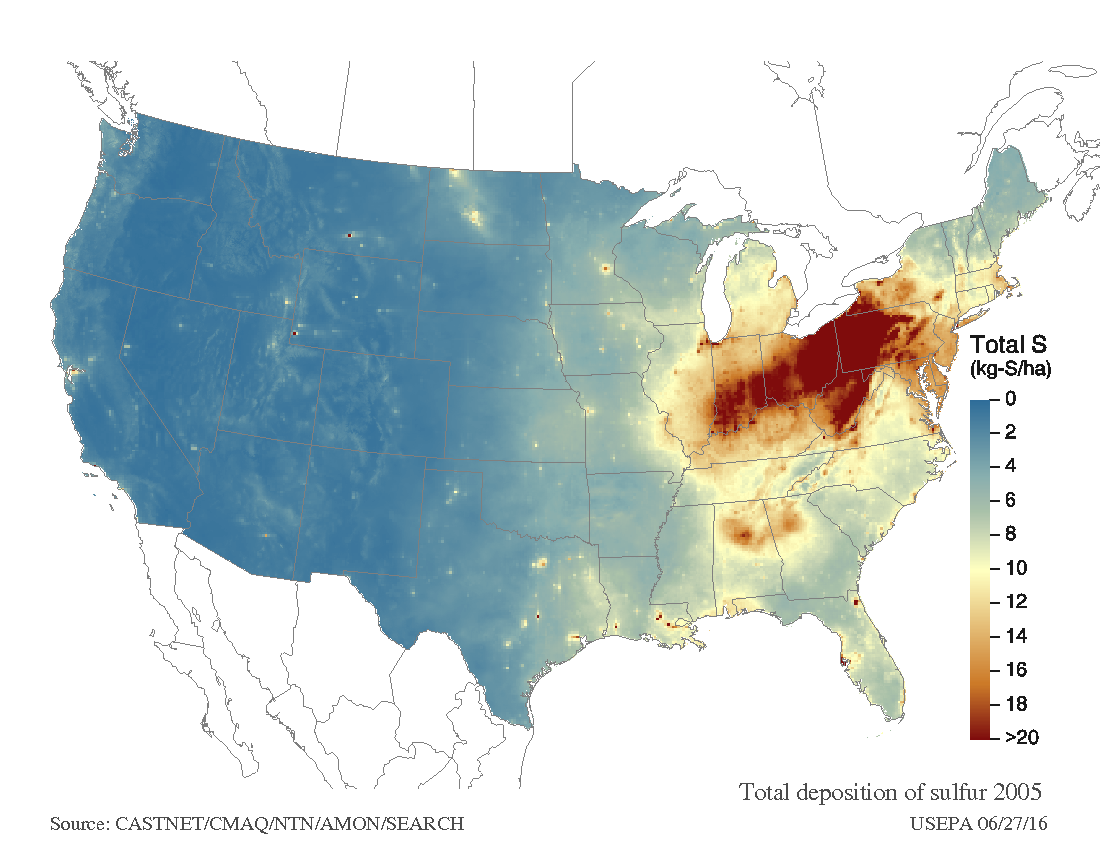 Total S
(kg-S/ha)
0
2
4
6
8
10
12
14
16
18
>20
Total deposition of sulfur 2005
Source: CASTNET/CMAQ/NTN/AMON/SEARCH
USEPA 06/27/16